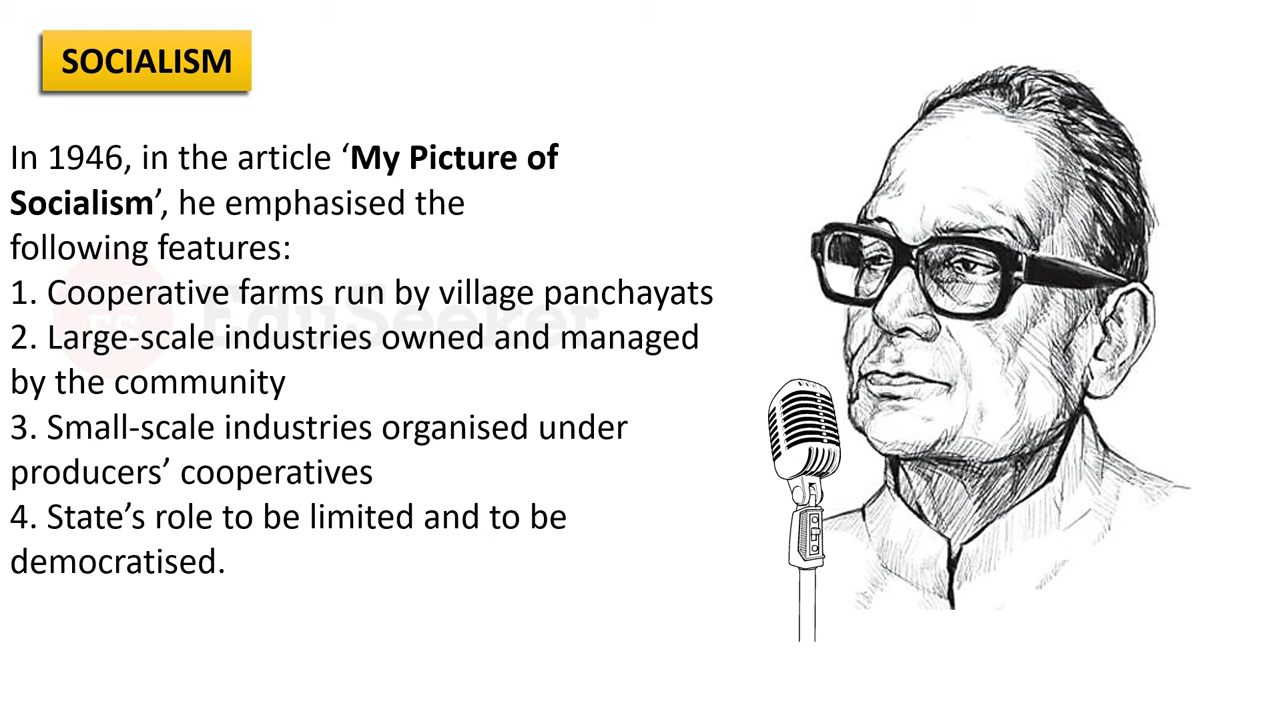 SOCIALISM
In 1946, in the article ‘My Picture of
Socialism’, he emphasised the
following features:
1. Cooperative farms run by village panchayats
2. Large-scale industries owned and managed
by the community
3. Small-scale industries organised under
producers’ cooperatives
4. State’s role to be limited and to be
democratised.
ES EduSeeker